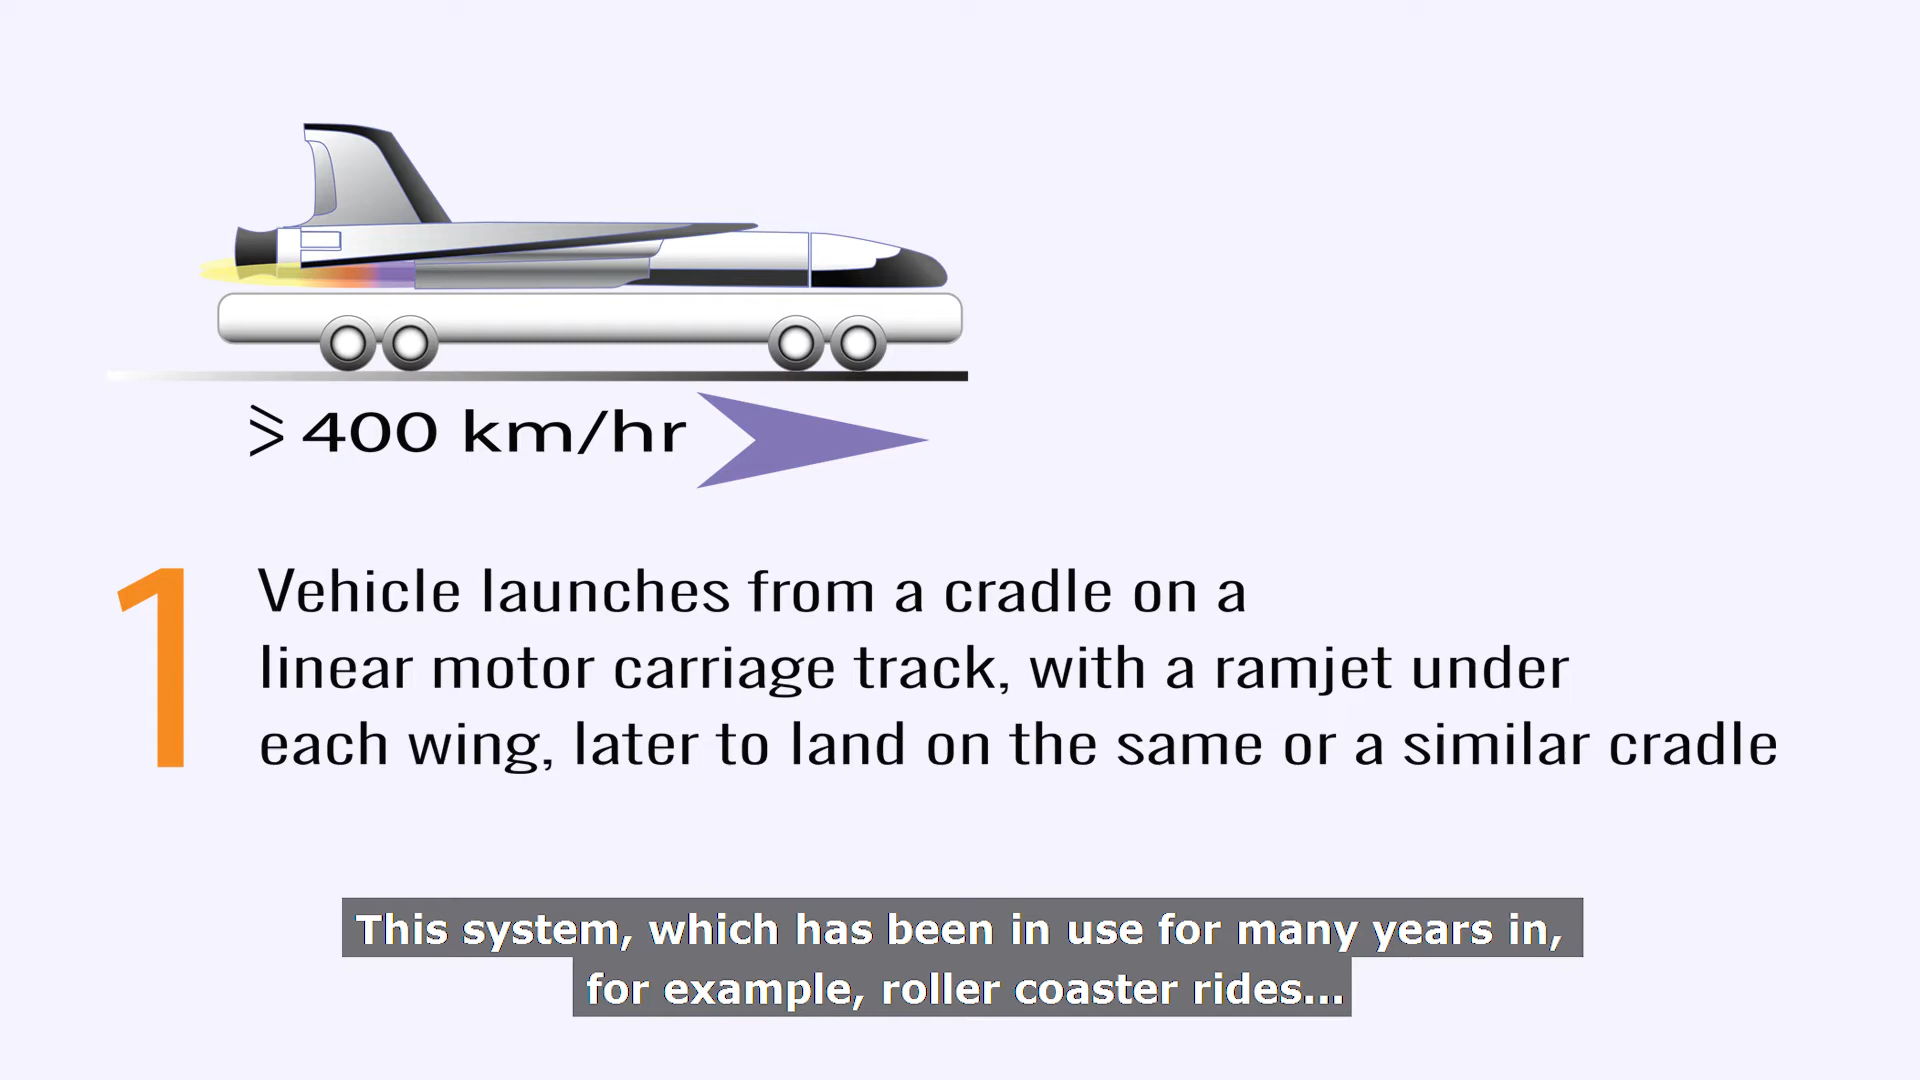 ⩾ 400 km/hr
1
Vehicle launches from a cradle on a
linear motor carriage track, with a ramjet under
each wing, later to land on the same or a similar cradle
This system, which has been in use for many years in,
for example, roller coaster rides...